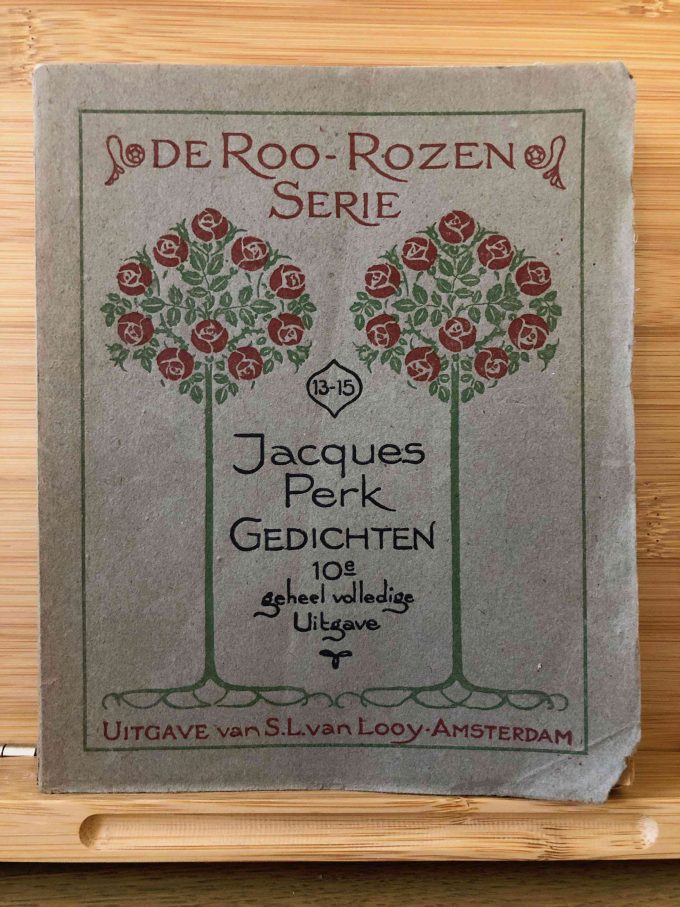 DE ROO-ROZEN
SERIE
13-15
Jacques
Perk
GEDICHTEN
10e
geheel volledige
Uitgave
UITGAVE van S.L. van Looy · AMSTERDAM